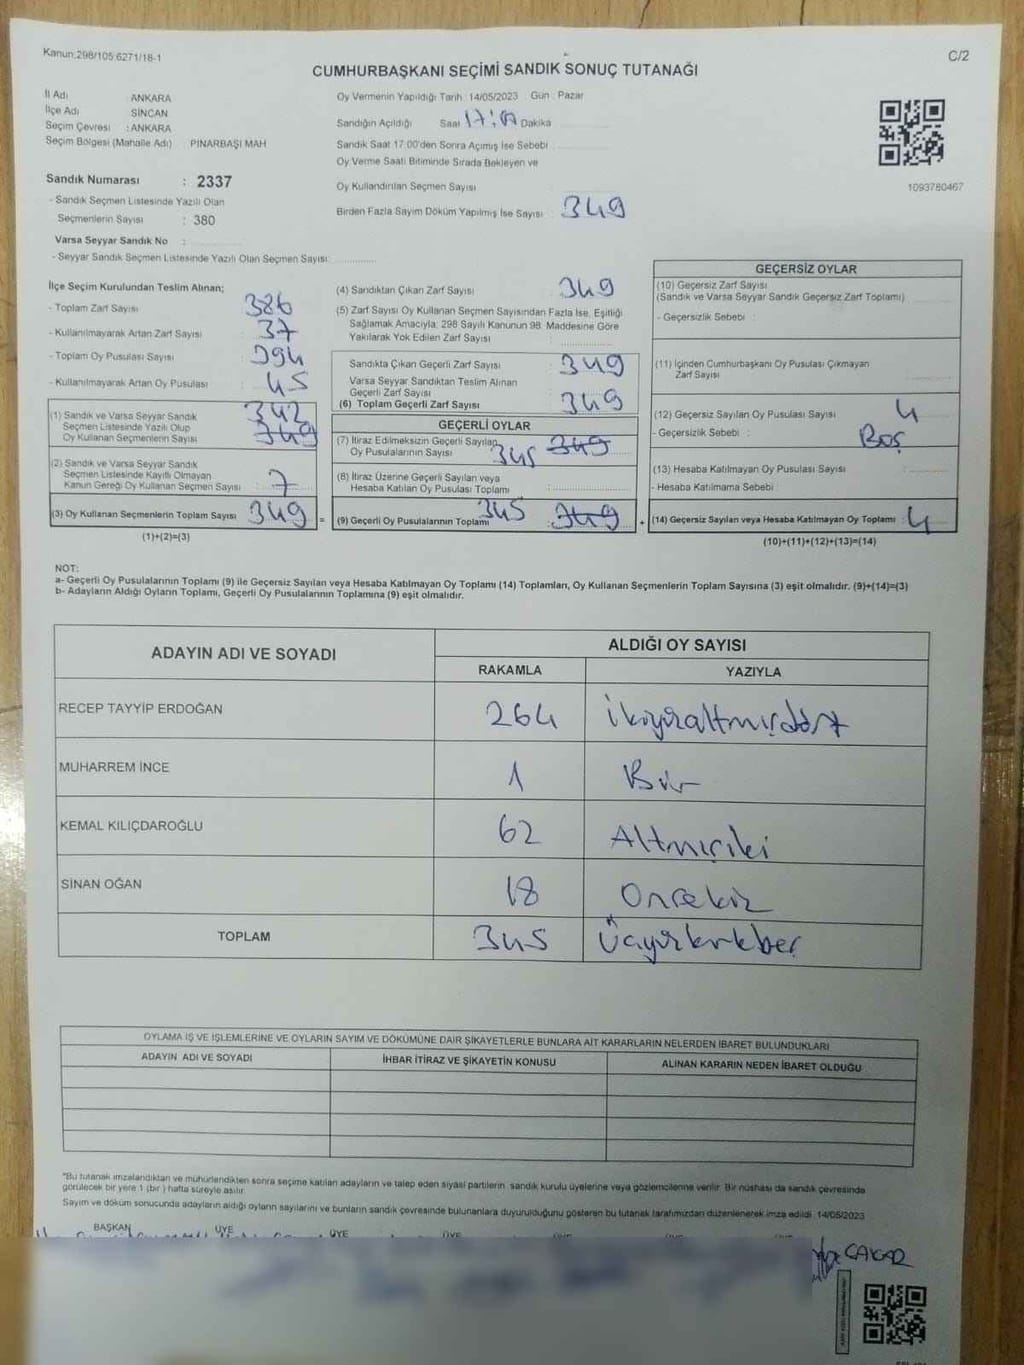 Kanun:298/105 6271/18-1
C/2
CUMHURBAŞKANI SEÇİMİ SANDIK SONUÇ TUTANAĞI
İl Adı ANKARA
İlçe Adı SİNCAN
Seçim Çevresi : ANKARA
Seçim Bölgesi (Mahalle Adı) PINARBAŞI MAH
Sandık Numarası : 2337
- Sandık Seçmen Listesinde Yazılı Olan
Seçmenlerin Sayısı : 380
Varsa Seyyar Sandık No :
- Seyyar Sandık Seçmen Listesinde Yazılı Olan Seçmen Sayısı:
Oy Vermenin Yapıldığı Tarih : 14/05/2023 Gün : Pazar
Sandığın Açıldığı Saat 17:00 Dakika
Sandık Saat 17:00'den Sonra Açımış İse Sebebi
Oy Verme Saati Bitiminde Sırada Bekleyen ve
Oy Kullandırılan Seçmen Sayısı
Birden Fazla Sayım Döküm Yapılmış İse Sayısı : 349
1093780467
İlçe Seçim Kurulundan Teslim Alınan;
- Toplam Zarf Sayısı 386
- Kullanılmayarak Artan Zarf Sayısı : 37
- Toplam Oy Pusulası Sayısı : 394
- Kullanılmayarak Artan Oy Pusulası : 45
(1) Sandık ve Varsa Seyyar Sandık 342
Seçmen Listesinde Yazılı Olup
Oy Kullanan Seçmenlerin Sayısı 349
(2) Sandık ve Varsa Seyyar Sandık
Seçmen Listesinde Kayıtlı Olmayan
Kanun Gereği Oy Kullanan Seçmen Sayısı : 7
(3) Oy Kullanan Seçmenlerin Toplam Sayısı 349 =
(1)+(2)=(3)
(4) Sandıktan Çıkan Zarf Sayısı : 349
(5) Zarf Sayısı Oy Kullanan Seçmen Sayısından Fazla İse, Eşitliği
Sağlamak Amacıyla, 298 Sayılı Kanunun 98. Maddesine Göre
Yakılarak Yok Edilen Zarf Sayısı
Sandıkta Çıkan Geçerli Zarf Sayısı : 349
Varsa Seyyar Sandıktan Teslim Alınan
Geçerli Zarf Sayısı
(6) Toplam Geçerli Zarf Sayısı : 349
GEÇERLİ OYLAR
(7) İtiraz Edilmeksizin Geçerli Sayılan
Oy Pusulalarının Sayısı 345 349
(8) İtiraz Üzerine Geçerli Sayılan veya
Hesaba Katılan Oy Pusulası Toplamı
(9) Geçerli Oy Pusulalarının Toplamı 345 349 +
GEÇERSİZ OYLAR
(10) Geçersiz Zarf Sayısı
(Sandık ve Varsa Seyyar Sandık Geçersiz Zarf Toplamı)
- Geçersizlik Sebebi :
(11) İçinden Cumhurbaşkanı Oy Pusulası Çıkmayan
Zarf Sayısı
(12) Geçersiz Sayılan Oy Pusulası Sayısı 4
- Geçersizlik Sebebi : Boş
(13) Hesaba Katılmayan Oy Pusulası Sayısı
- Hesaba Katılmama Sebebi :
(14) Geçersiz Sayılan veya Hesaba Katılmayan Oy Toplamı : 4
(10)+(11)+(12)+(13)=(14)
NOT:
a- Geçerli Oy Pusulalarının Toplamı (9) ile Geçersiz Sayılan veya Hesaba Katılmayan Oy Toplamı (14) Toplamları, Oy Kullanan Seçmenlerin Toplam Sayısına (3) eşit olmalıdır. (9)+(14)=(3)
b- Adayların Aldığı Oyların Toplamı, Geçerli Oy Pusulalarının Toplamına (9) eşit olmalıdır.
ADAYIN ADI VE SOYADI ALDIĞI OY SAYISI
RAKAMLA YAZIYLA
RECEP TAYYİP ERDOĞAN 264 ikiyüzaltmışdört
MUHARREM İNCE 1 Bir
KEMAL KILIÇDAROĞLU 62 Altmışiki
SİNAN OĞAN 18 Onsekiz
TOPLAM 345 Üçyüzkırkbeş
OYLAMA İŞ VE İŞLEMLERİNE VE OYLARIN SAYIM VE DÖKÜMÜNE DAİR ŞİKAYETLERLE BUNLARA AİT KARARLARIN NELERDEN İBARET BULUNDUKLARI
ADAYIN ADI VE SOYADI İHBAR İTİRAZ VE ŞİKAYETİN KONUSU ALINAN KARARIN NEDEN İBARET OLDUĞU
"Bu tutanak imzalandıktan ve mühürlendikten sonra seçime katılan adayların ve talep eden siyasi partilerin sandık kurulu üyelerine veya gözlemcilerine verilir. Bir nüshası da sandık çevresinde
görülecek bir yere 1 (bir) hafta süreyle asılır.
Sayım ve döküm sonucunda adayların aldığı oyların sayılarını ve bunların sandık çevresinde bulunanlara duyurulduğunu gösteren bu tutanak tarafımızdan düzenlenerek imza edildi. 14/05/2023
BAŞKAN ÜYE ÜYE ÜYE